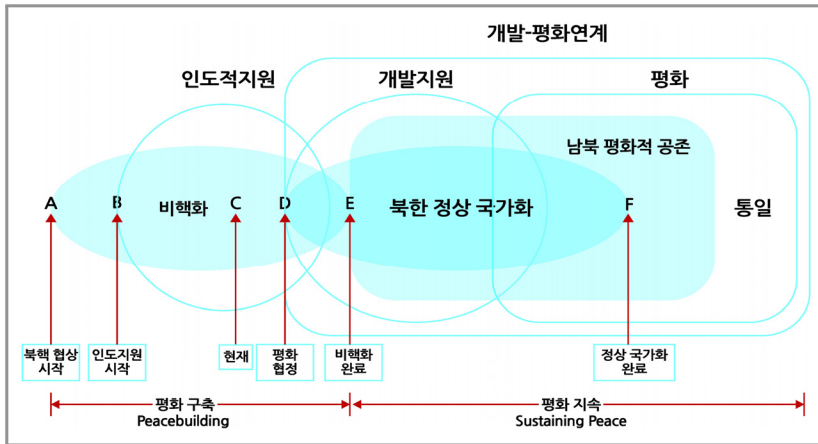 개발-평화연계
인도적지원 개발지원 평화
남북 평화적 공존
A B 비핵화 C D E 북한 정상 국가화 F 통일
북핵 협상
시작
인도지원
시작
현재
평화
협정
비핵화
완료
정상 국가화
완료
평화 구축
Peacebuilding
평화 지속
Sustaining Peace